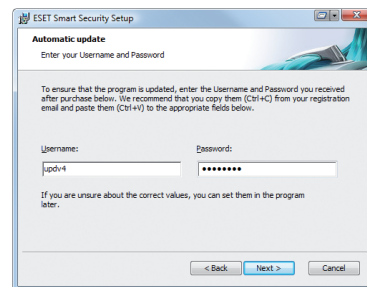 ESET Smart Security Setup
Automatic update
Enter your Username and Password
To ensure that the program is updated, enter the Username and Password you received
after purchase below. We recommend that you copy them (Ctrl+C) from your registration
email and paste them (Ctrl+V) to the appropriate fields below.
Username: Password:
updv4 ••••••••
If you are unsure about the correct values, you can set them in the program
later.
< Back Next > Cancel